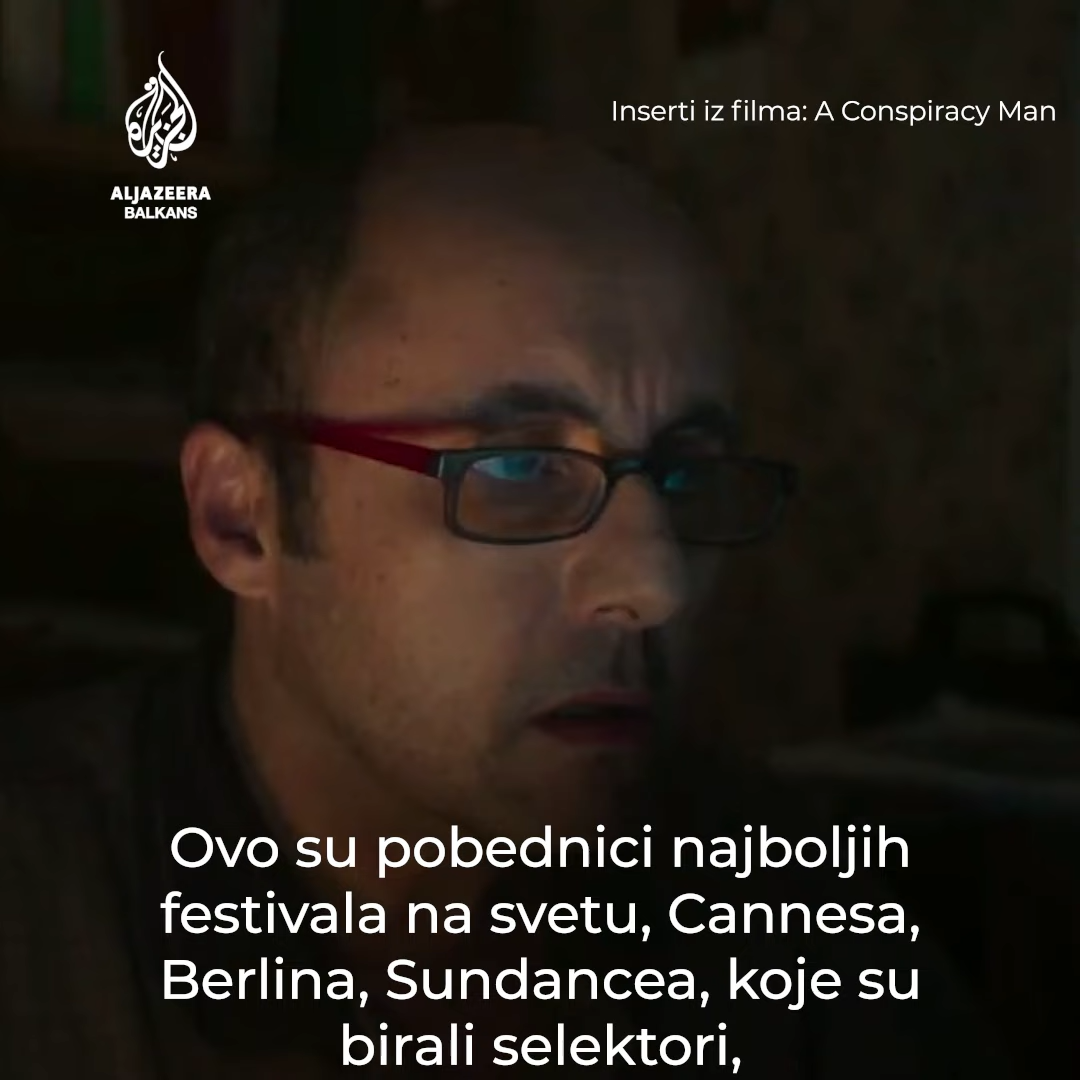 ALJAZEERA
BALKANS
Inserti iz filma: A Conspiracy Man
Ovo su pobednici najboljih
festivala na svetu, Cannesa,
Berlina, Sundancea, koje su
birali selektori,